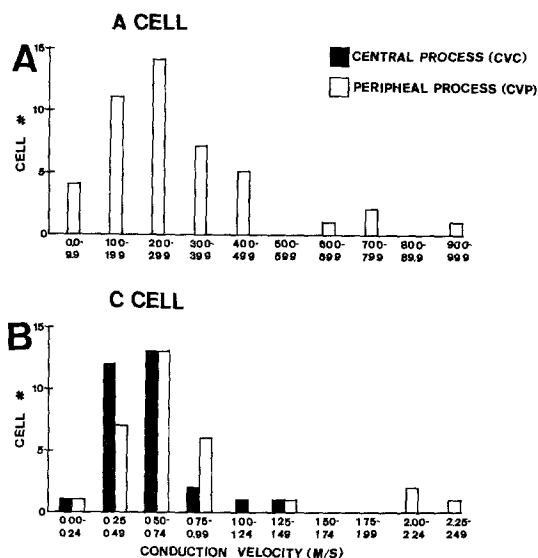 A CELL
A
CENTRAL PROCESS (CVC)
PERIPHEAL PROCESS (CVP)
15
10
5
0
CELL #
0.0- 10.0- 20.0- 30.0- 40.0- 50.0- 60.0- 70.0- 80.0- 90.0-
9.9 19.9 29.9 39.9 49.9 59.9 69.9 79.9 89.9 99.9
C CELL
B
15
10
5
0
CELL #
0.00- 0.25 0.50- 0.75- 1.00- 1.25- 1.50- 1.75- 2.00- 2.25-
0.24 0.49 0.74 0.99 1.24 1.49 1.74 1.99 2.24 2.49
CONDUCTION VELOCITY (M/S)